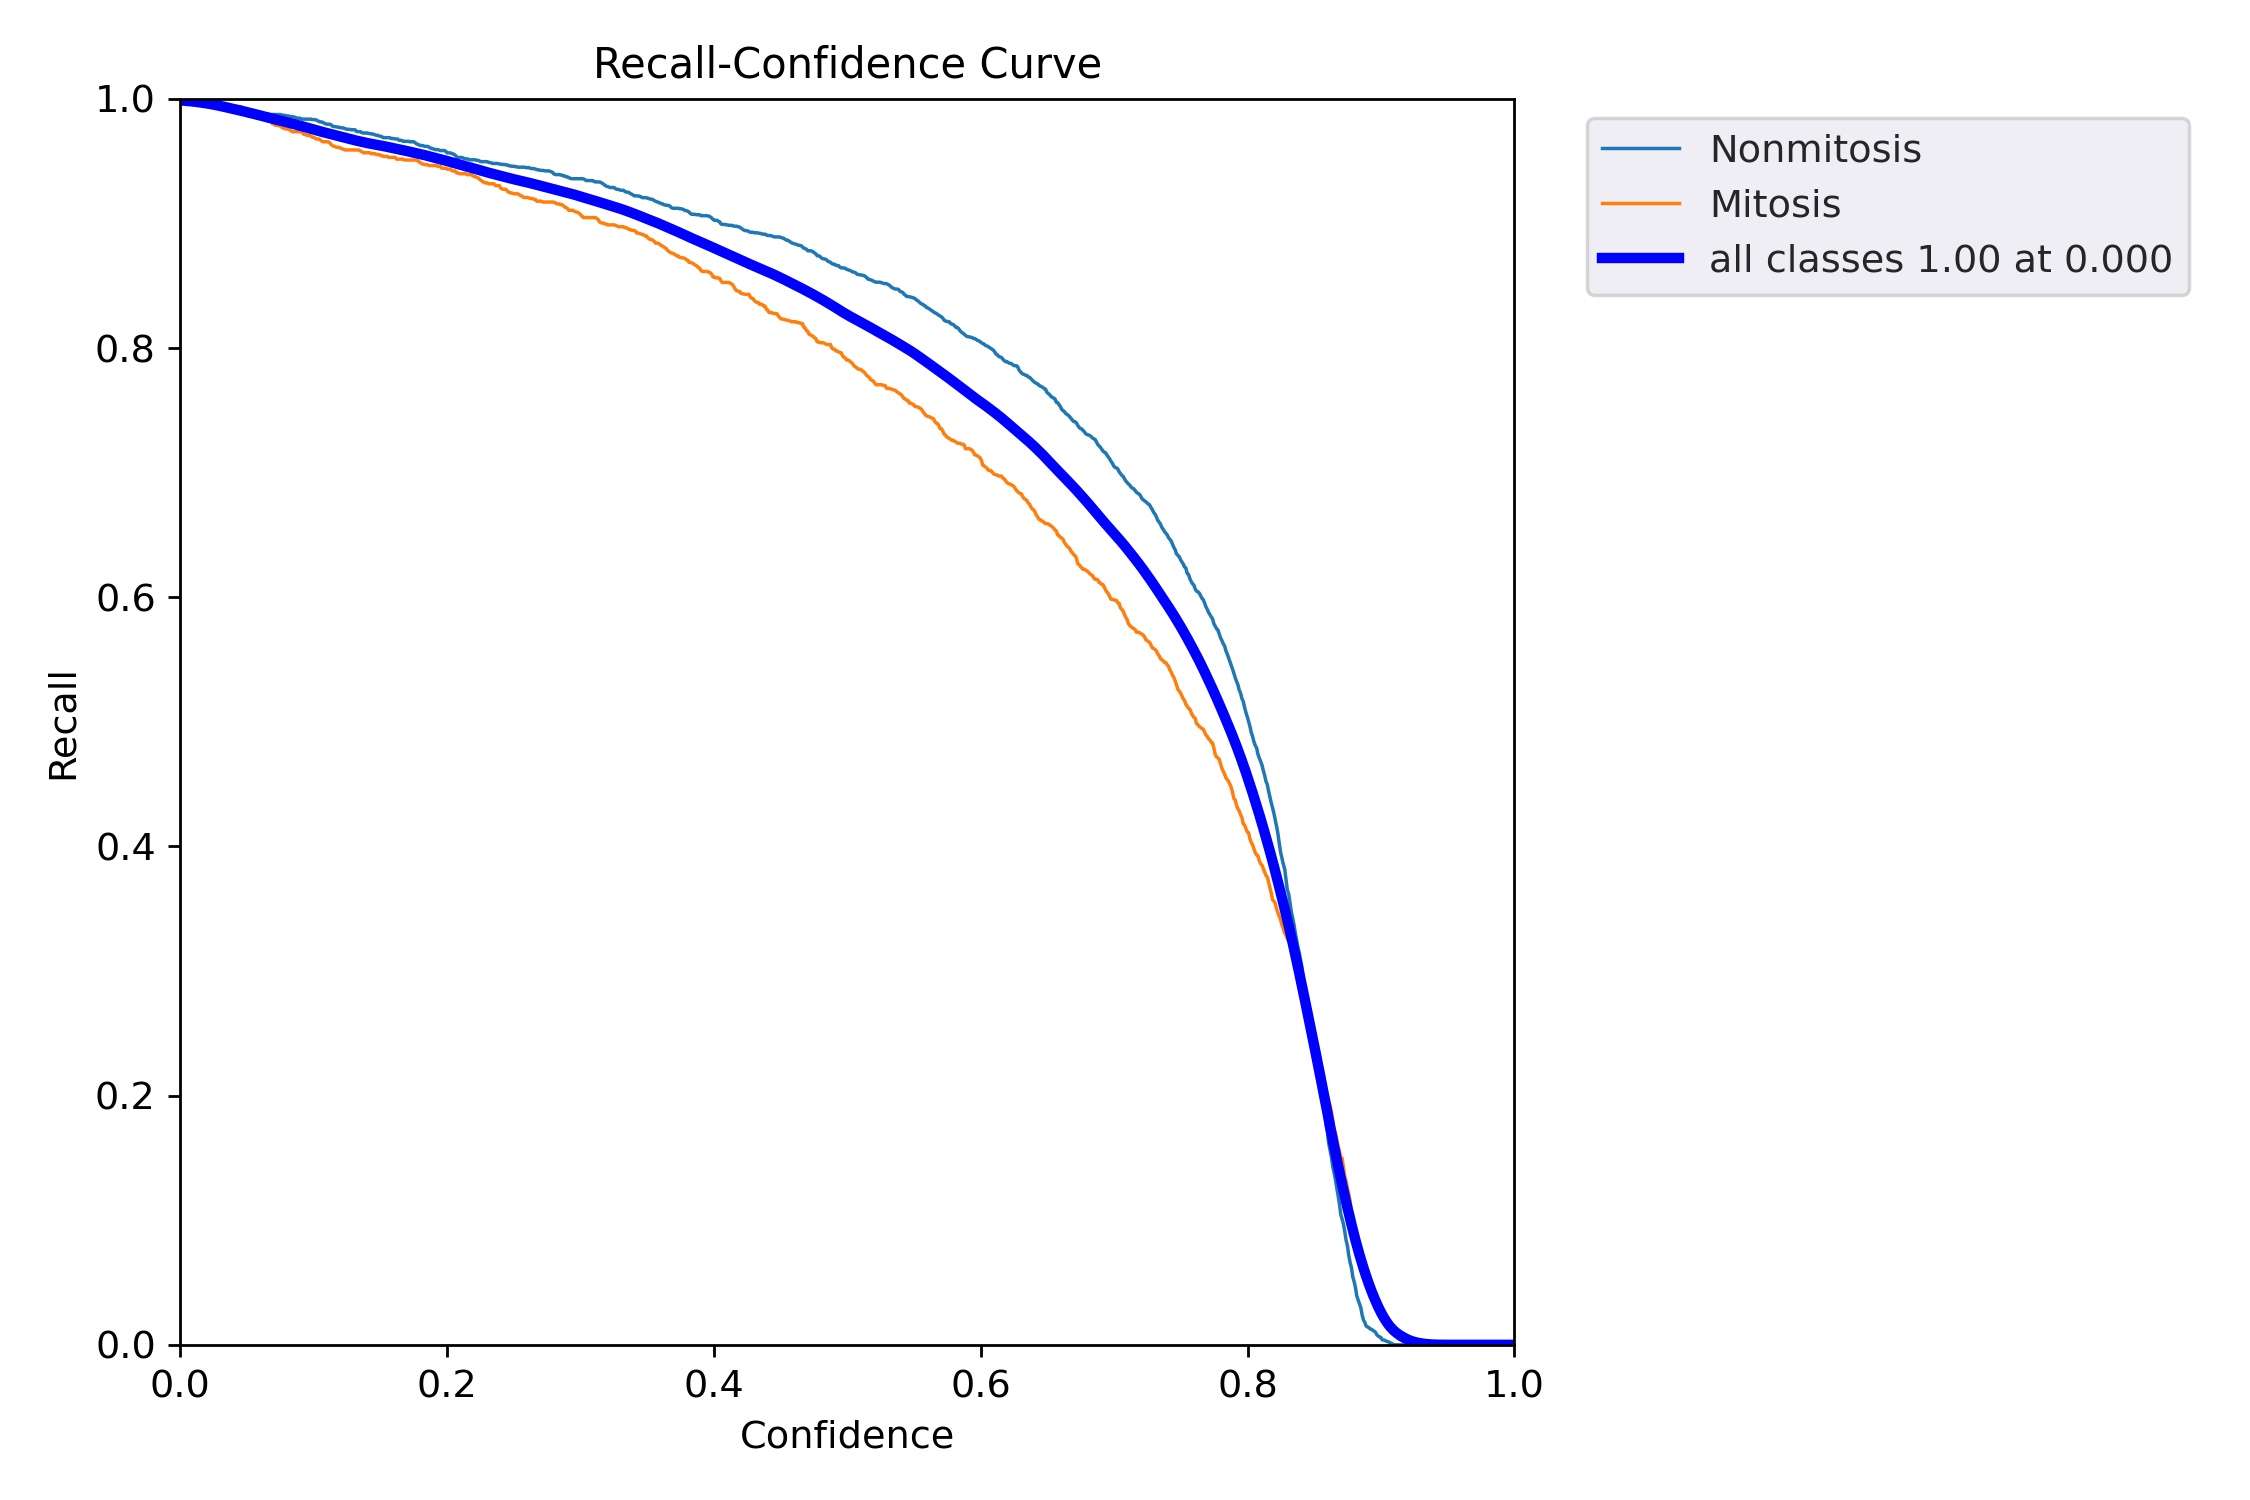 Recall-Confidence Curve
1.0
0.8
0.6
0.4
0.2
0.0
Recall
0.0 0.2 0.4 0.6 0.8 1.0
Confidence
Nonmitosis
Mitosis
all classes 1.00 at 0.000